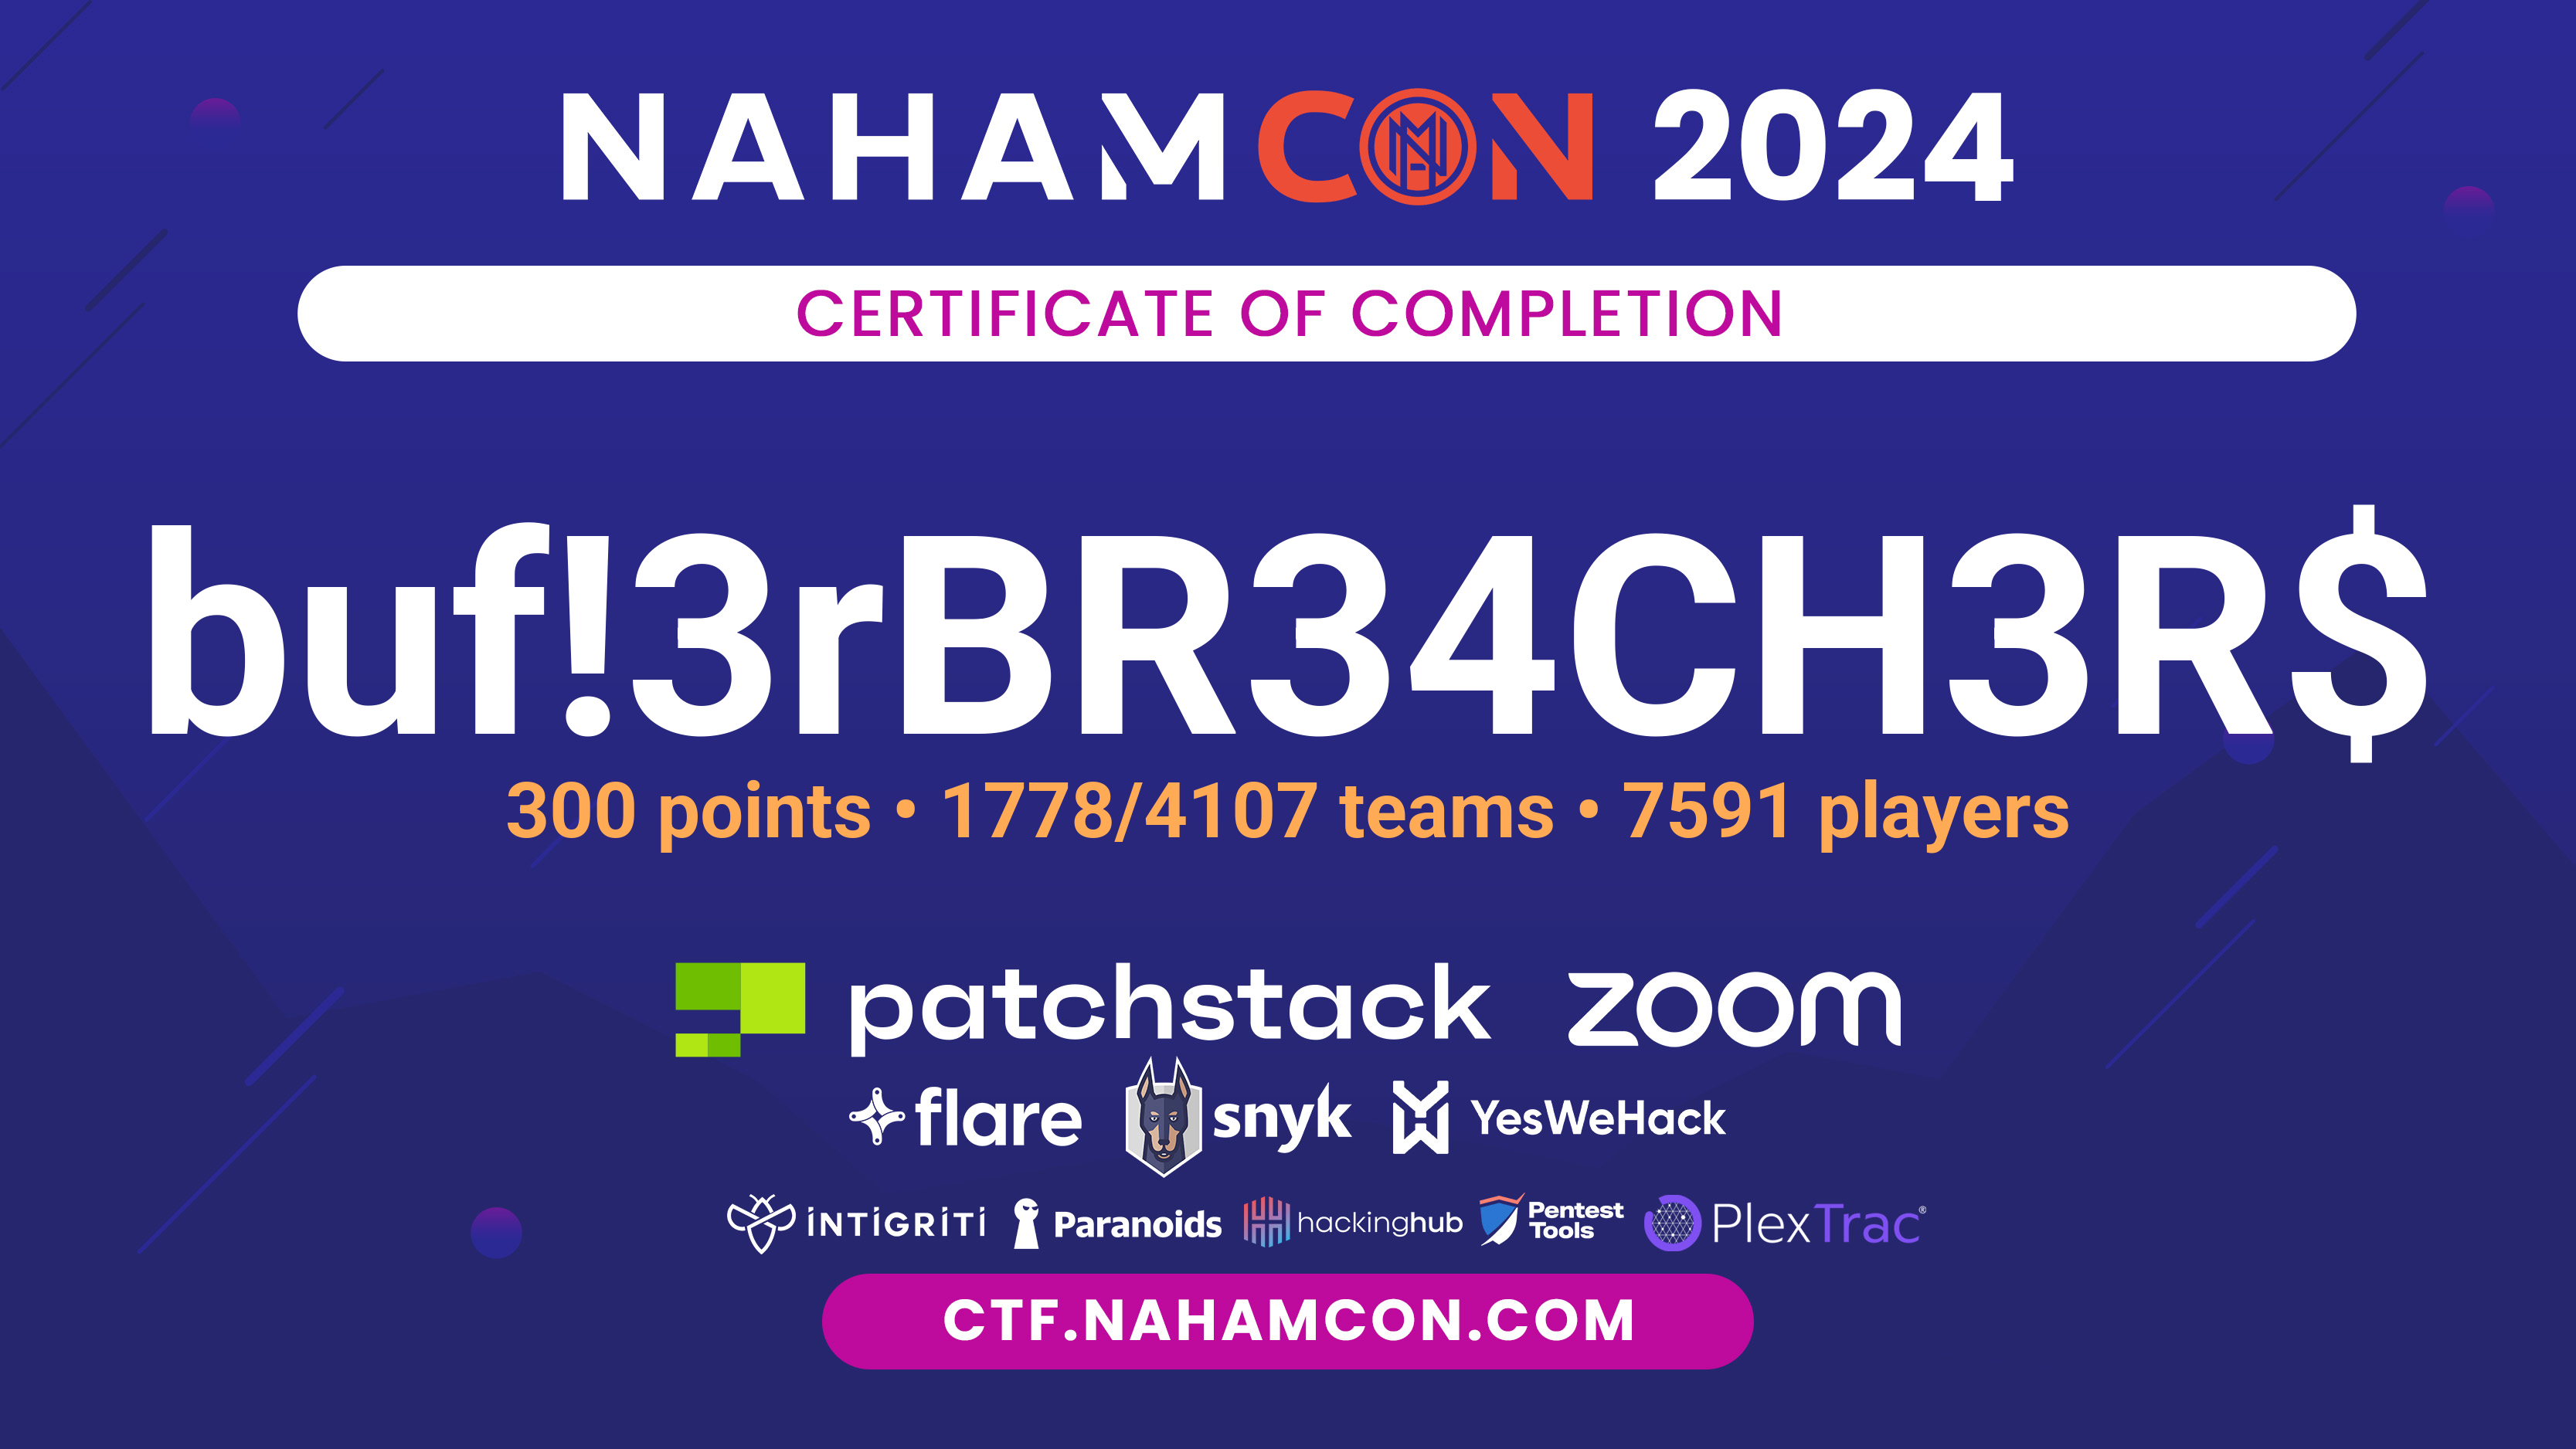 NAHAMCON 2024
CERTIFICATE OF COMPLETION
buf!3rBR34CH3R$
300 points • 1778/4107 teams • 7591 players
patchstack zoom
flare snyk YesWeHack
INTIGRITI Paranoids hackinghub Pentest Tools PlexTrac®
CTF.NAHAMCON.COM